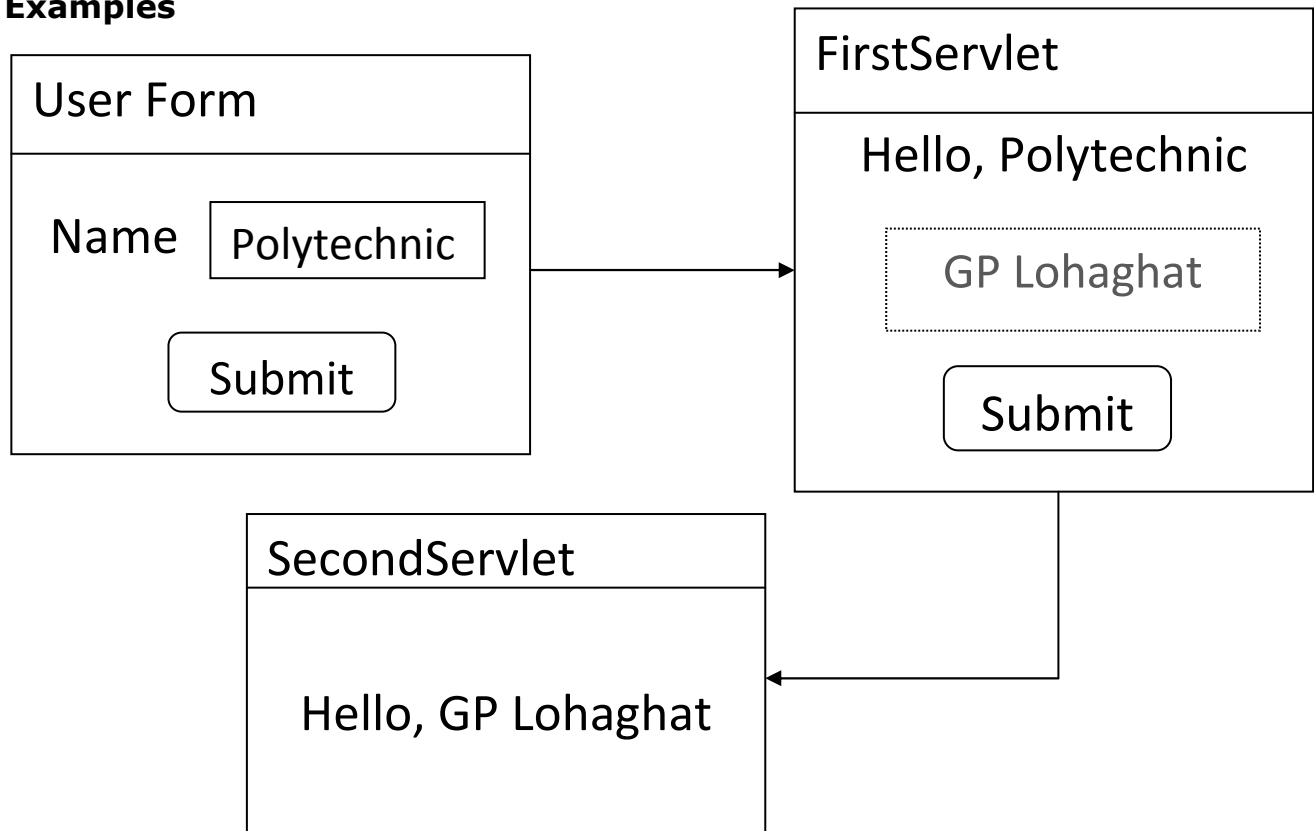 Examples
User Form
Name
Polytechnic
Submit
FirstServlet
Hello, Polytechnic
GP Lohaghat
Submit
SecondServlet
Hello, GP Lohaghat